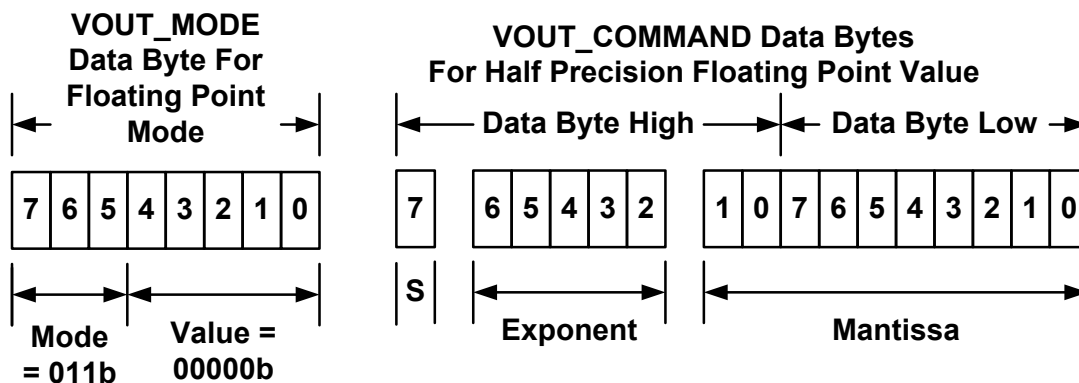 VOUT_MODE
Data Byte For
Floating Point
Mode
VOUT_COMMAND Data Bytes
For Half Precision Floating Point Value
Data Byte High
Data Byte Low
7 6 5 4 3 2 1 0
7
6 5 4 3 2
1 0 7 6 5 4 3 2 1 0
S
Mode
= 011b
Value =
00000b
Exponent
Mantissa